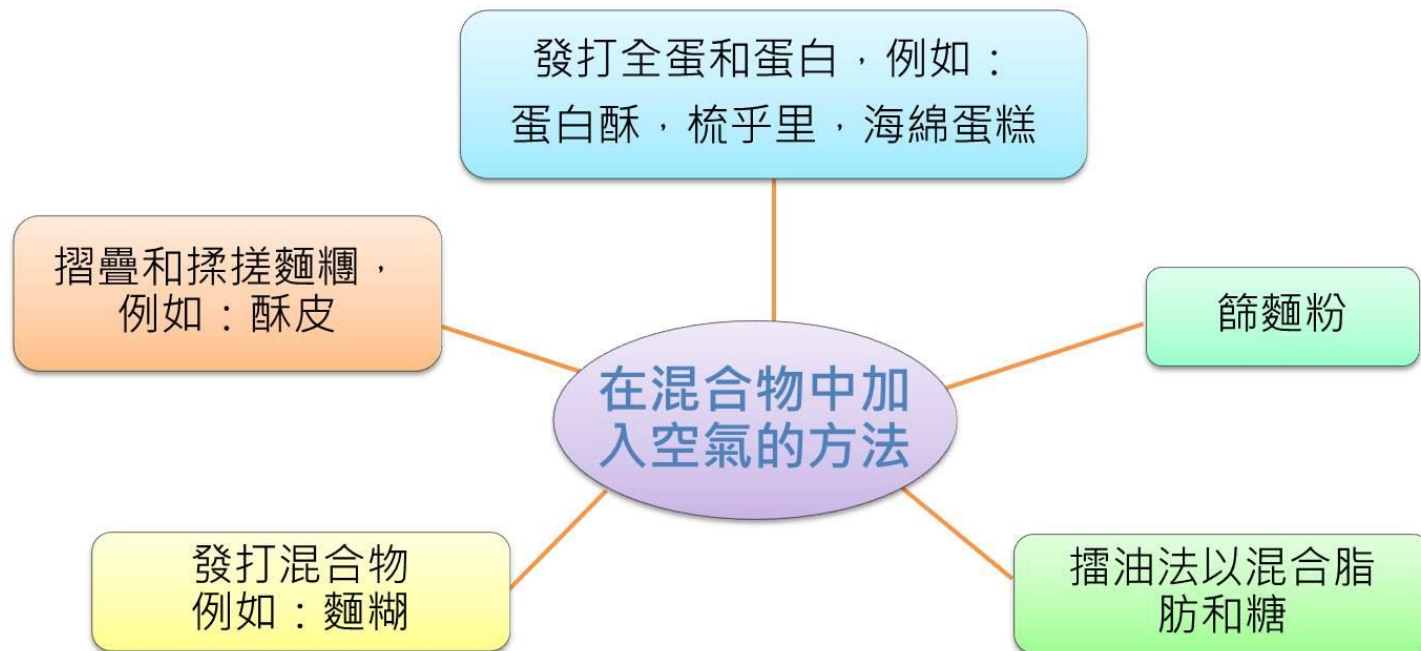 發打全蛋和蛋白，例如：
蛋白酥，梳乎里，海綿蛋糕
摺疊和揉搓麵糰，
例如：酥皮
篩麵粉
在混合物中加
入空氣的方法
發打混合物
例如：麵糊
擂油法以混合脂
肪和糖